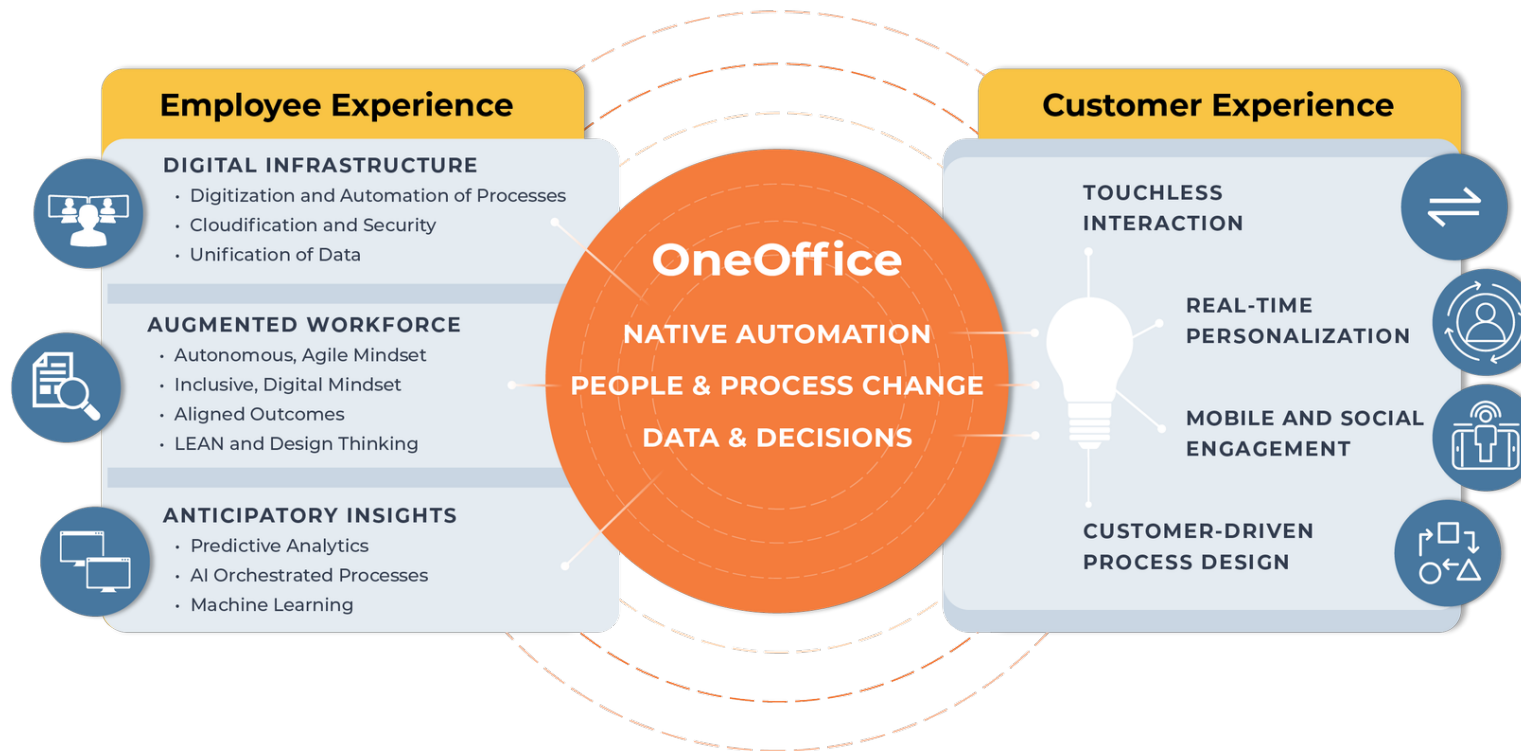 Employee Experience
DIGITAL INFRASTRUCTURE
• Digitization and Automation of Processes
• Cloudification and Security
• Unification of Data
AUGMENTED WORKFORCE
• Autonomous, Agile Mindset
• Inclusive, Digital Mindset
• Aligned Outcomes
• LEAN and Design Thinking
ANTICIPATORY INSIGHTS
• Predictive Analytics
• AI Orchestrated Processes
• Machine Learning
OneOffice
NATIVE AUTOMATION
PEOPLE & PROCESS CHANGE
DATA & DECISIONS
Customer Experience
TOUCHLESS
INTERACTION
REAL-TIME
PERSONALIZATION
MOBILE AND SOCIAL
ENGAGEMENT
CUSTOMER-DRIVEN
PROCESS DESIGN